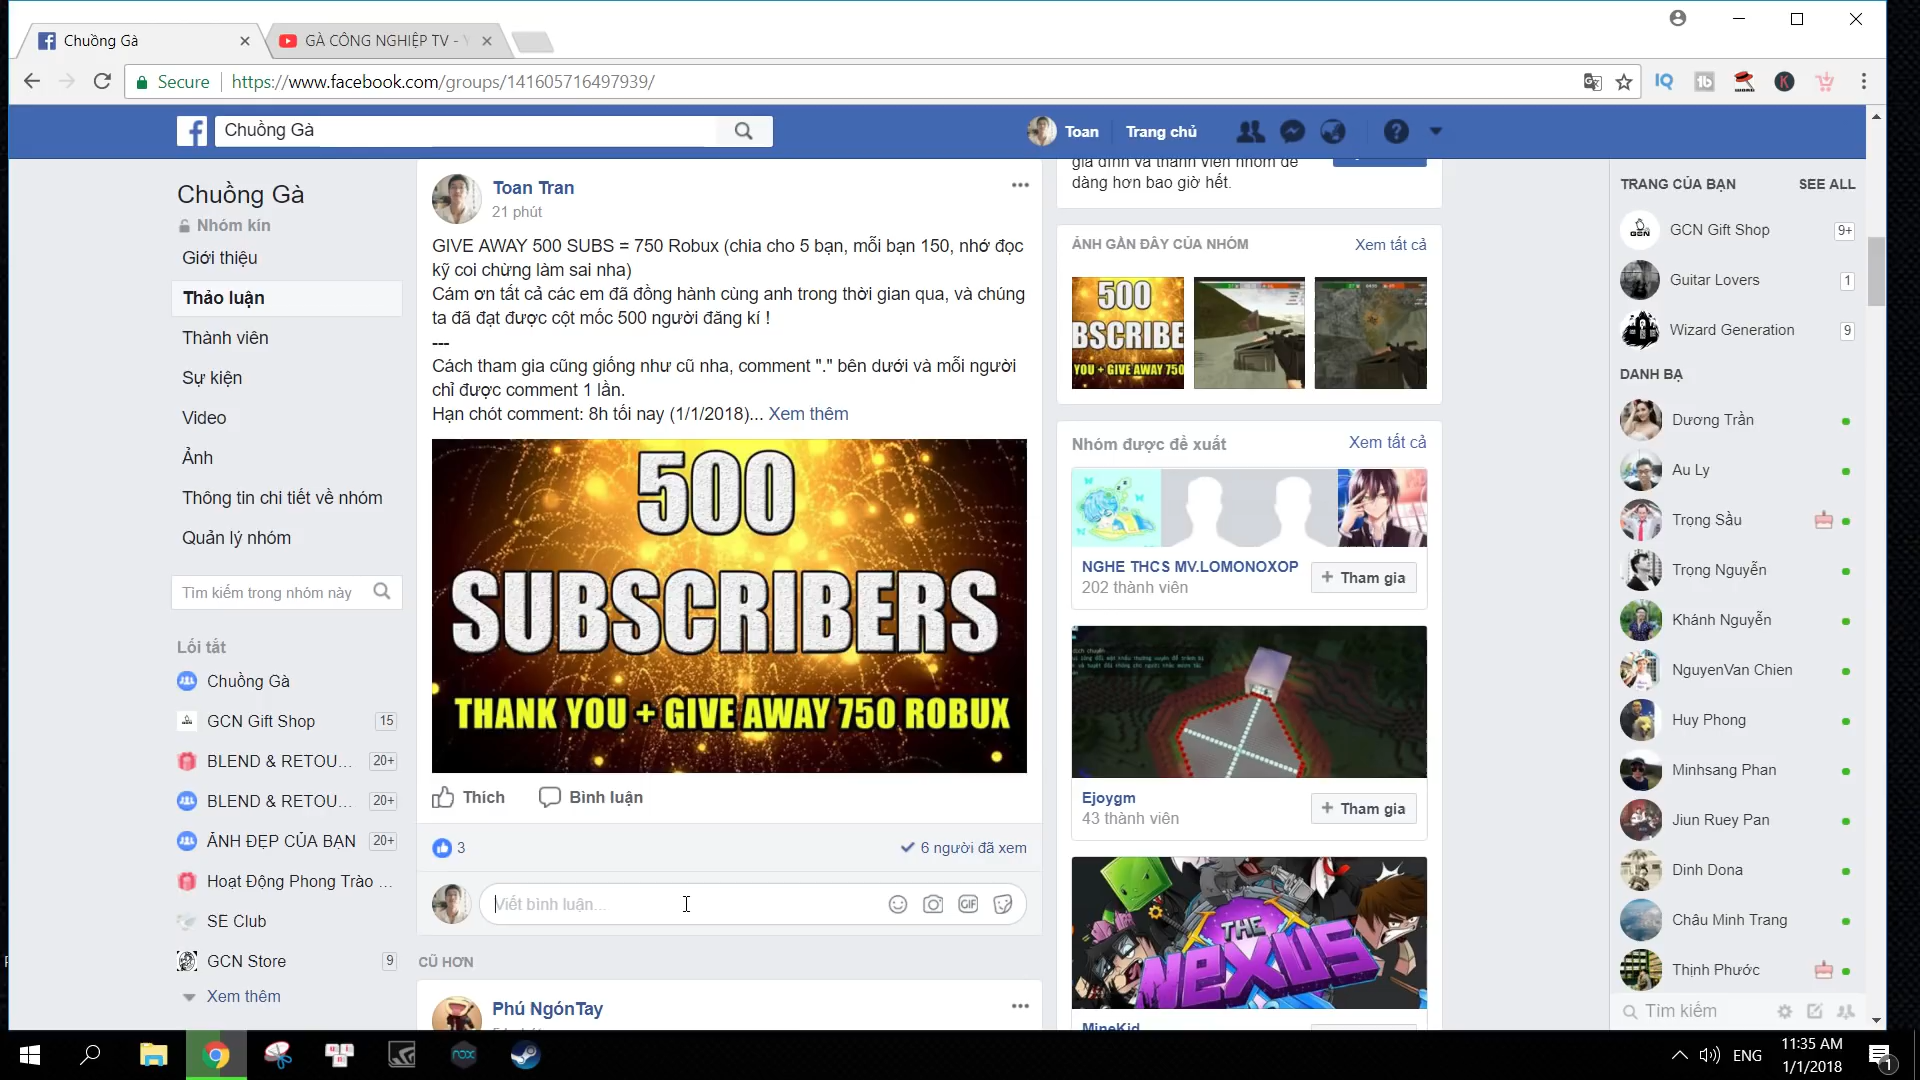 Chuồng Gà
GÀ CÔNG NGHIỆP TV - Y
Secure
https://www.facebook.com/groups/141605716497939/
IQ
Chuồng Gà
Toan
Trang chủ
Chuồng Gà
Nhóm kín
Giới thiệu
Thảo luận
Thành viên
Sự kiện
Video
Ảnh
Thông tin chi tiết về nhóm
Quản lý nhóm
Tìm kiếm trong nhóm này
Lối tắt
Chuồng Gà
GCN Gift Shop
15
BLEND & RETOU...
20+
BLEND & RETOU...
20+
ẢNH ĐẸP CỦA BẠN
20+
Hoạt Động Phong Trào ...
SE Club
GCN Store
9
Xem thêm
Toan Tran
21 phút
GIVE AWAY 500 SUBS = 750 Robux (chia cho 5 bạn, mỗi bạn 150, nhớ đọc
kỹ coi chừng làm sai nha)
Cám ơn tất cả các em đã đồng hành cùng anh trong thời gian qua, và chúng
ta đã đạt được cột mốc 500 người đăng kí !
---
Cách tham gia cũng giống như cũ nha, comment "." bên dưới và mỗi người
chỉ được comment 1 lần.
Hạn chót comment: 8h tối nay (1/1/2018)... Xem thêm
500
SUBSCRIBERS
THANK YOU + GIVE AWAY 750 ROBUX
Thích
Bình luận
3
6 người đã xem
Viết bình luận...
GIF
CŨ HƠN
Phú NgónTay
gia đình và thành viên nhóm dễ
dàng hơn bao giờ hết.
ẢNH GẦN ĐÂY CỦA NHÓM
Xem tất cả
500
BSCRIBE
YOU + GIVE AWAY 750
Nhóm được đề xuất
Xem tất cả
NGHE THCS MV.LOMONOXOP
202 thành viên
+ Tham gia
Ejoygm
43 thành viên
+ Tham gia
THE
NEXUS
MineKid
TRANG CỦA BẠN
SEE ALL
GCN Gift Shop
9+
Guitar Lovers
1
Wizard Generation
9
DANH BẠ
Dương Trần
Au Ly
Trọng Sầu
Trọng Nguyễn
Khánh Nguyễn
NguyenVan Chien
Huy Phong
Minhsang Phan
Jiun Ruey Pan
Dinh Dona
Châu Minh Trang
Thịnh Phước
Tìm kiếm
nox
ENG
11:35 AM
1/1/2018
1